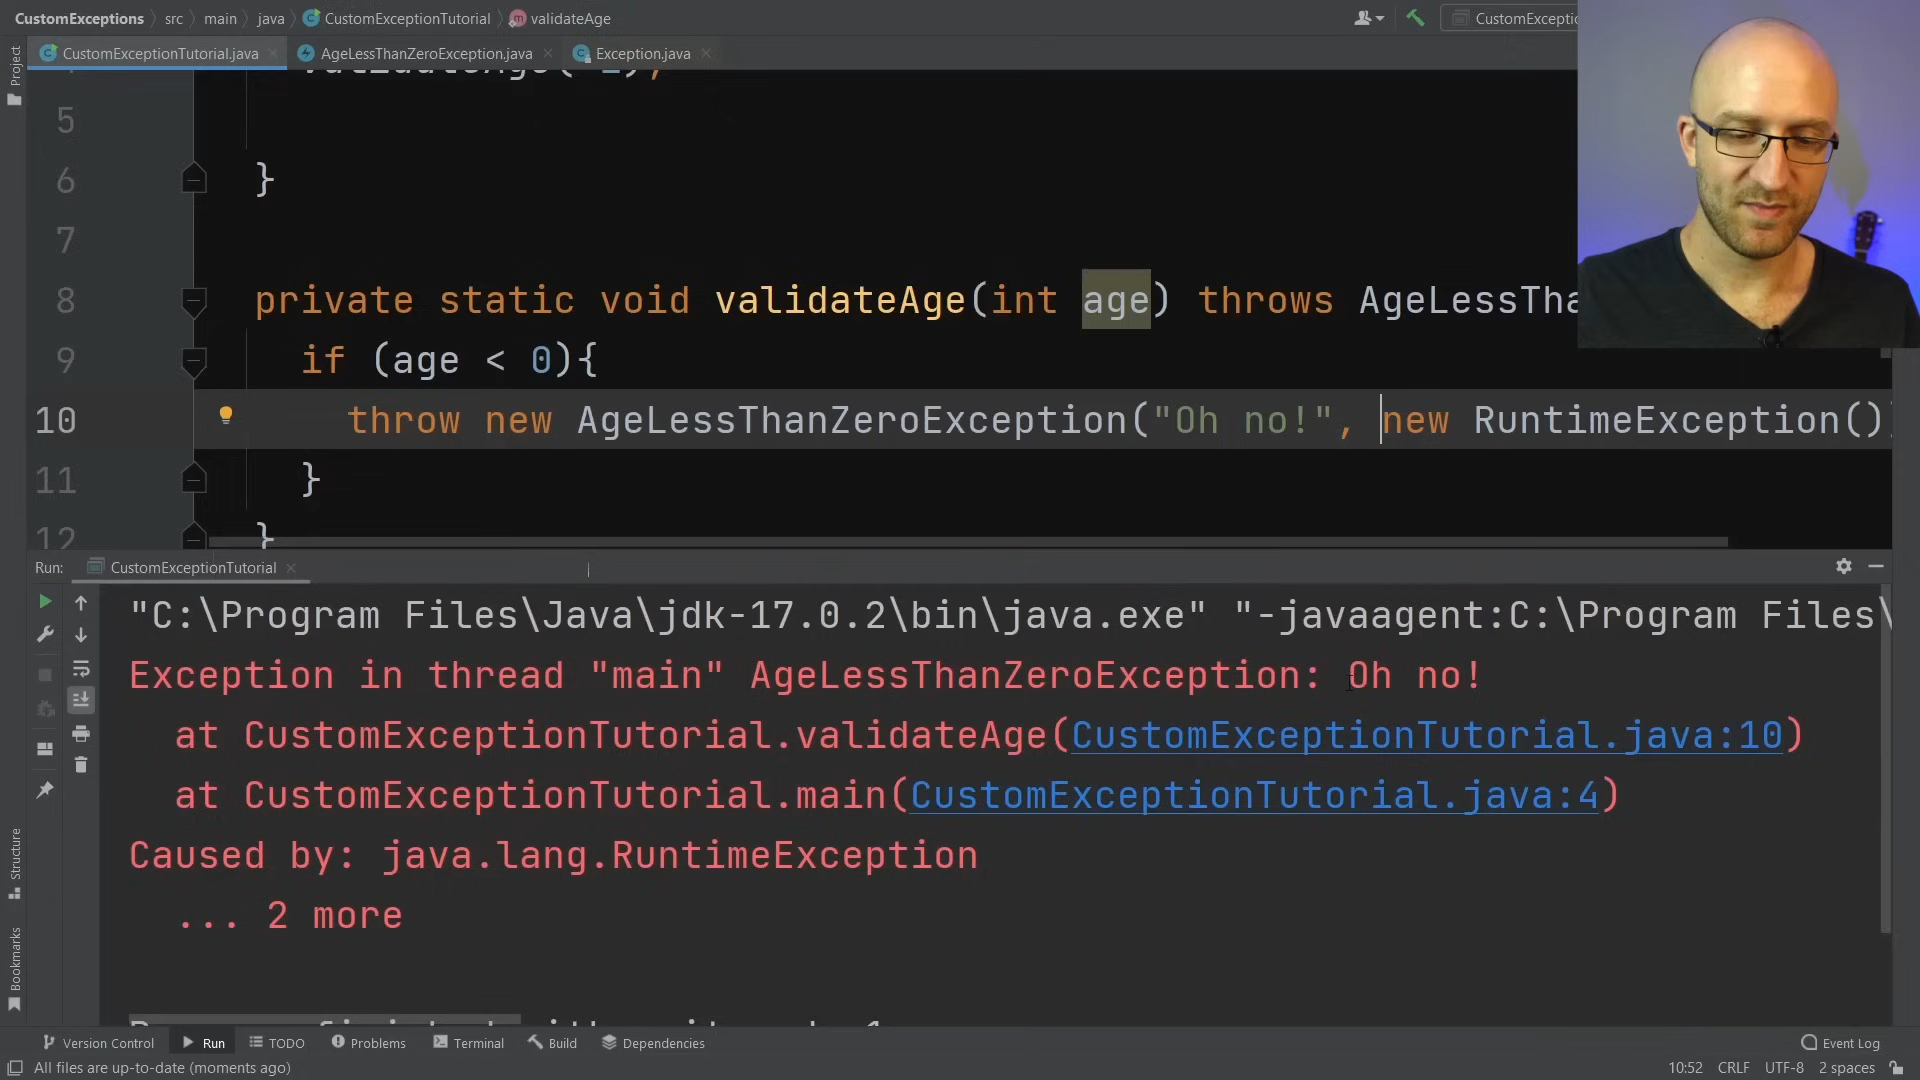 CustomExceptions › src › main › java › CustomExceptionTutorial › validateAge
CustomExceptio
Project
CustomExceptionTutorial.java
AgeLessThanZeroException.java
Exception.java
5
6 }
7
8 private static void validateAge(int age) throws AgeLessTha
9 if (age < 0){
10 throw new AgeLessThanZeroException("Oh no!", new RuntimeException()
11 }
12 }
Run: CustomExceptionTutorial
"C:\Program Files\Java\jdk-17.0.2\bin\java.exe" "-javaagent:C:\Program Files\
Exception in thread "main" AgeLessThanZeroException: Oh no!
at CustomExceptionTutorial.validateAge(CustomExceptionTutorial.java:10)
at CustomExceptionTutorial.main(CustomExceptionTutorial.java:4)
Caused by: java.lang.RuntimeException
... 2 more
Structure
Bookmarks
Version Control Run TODO Problems Terminal Build Dependencies Event Log
All files are up-to-date (moments ago) 10:52 CRLF UTF-8 2 spaces